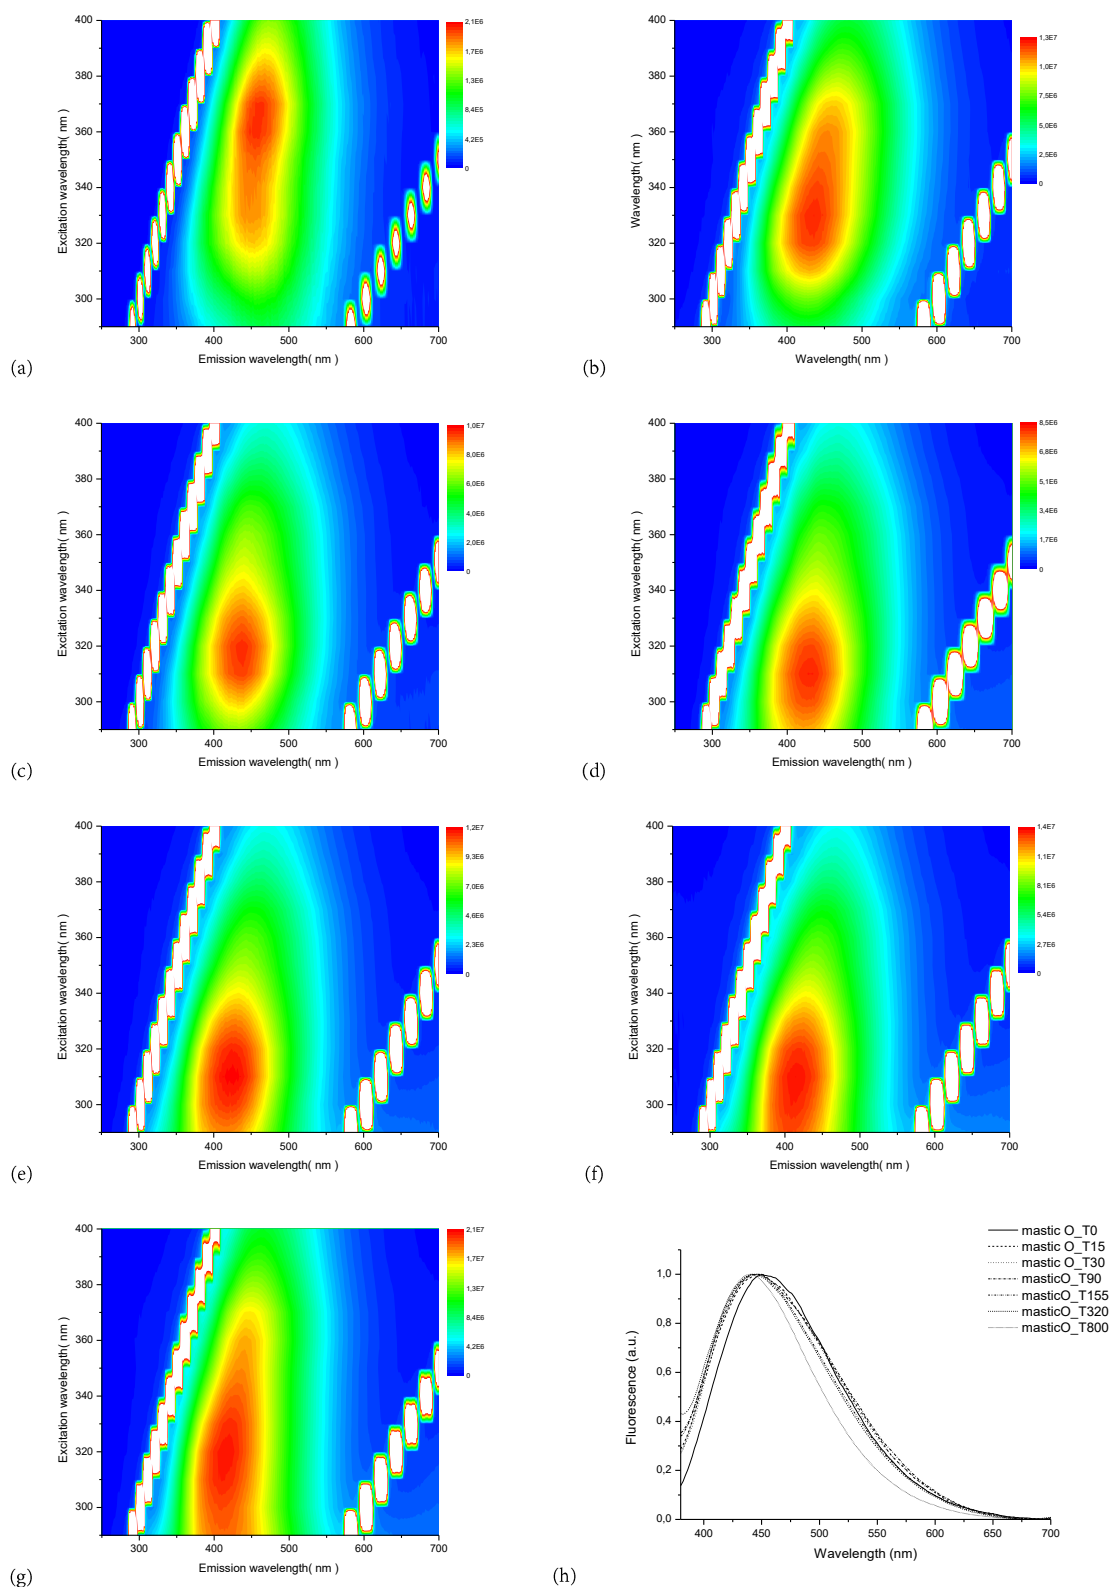 400
380
360
340
320
300
Excitation wavelength( nm )
300 400 500 600 700
Emission wavelength( nm )
2,1E6
1,7E6
1,3E6
8,4E5
4,2E5
0
(a)
400
380
360
340
320
300
Wavelength( nm )
300 400 500 600 700
Wavelength( nm )
1,3E7
1,0E7
7,5E6
5,0E6
2,6E6
0
(b)
400
380
360
340
320
300
Excitation wavelength( nm )
300 400 500 600 700
Emission wavelength( nm )
1,0E7
8,0E6
6,0E6
4,0E6
2,0E6
0
(c)
400
380
360
340
320
300
Excitation wavelength( nm )
300 400 500 600 700
Emission wavelength( nm )
8,5E6
6,8E6
5,1E6
3,4E6
1,7E6
0
(d)
400
380
360
340
320
300
Excitation wavelength( nm )
300 400 500 600 700
Emission wavelength( nm )
1,2E7
9,3E6
7,0E6
4,6E6
2,3E6
0
(e)
400
380
360
340
320
300
Excitation wavelength( nm )
300 400 500 600 700
Emission wavelength( nm )
1,4E7
1,1E7
8,1E6
5,4E6
2,7E6
0
(f)
400
380
360
340
320
300
Excitation wavelength( nm )
300 400 500 600 700
Emission wavelength( nm )
2,1E7
1,7E7
1,3E7
8,4E6
4,2E6
0
(g)
mastic O_T0
mastic O_T15
mastic O_T30
masticO_T90
masticO_T155
masticO_T320
masticO_T800
1,0
0,8
0,6
0,4
0,2
0,0
Fluorescence (a.u.)
400 450 500 550 600 650 700
Wavelength (nm)
(h)